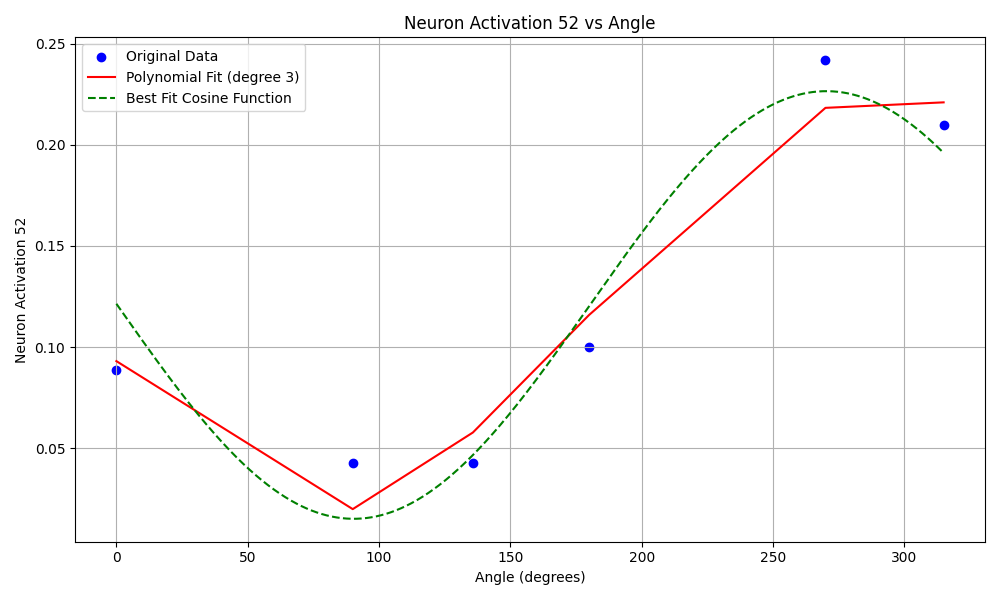 Neuron Activation 52 vs Angle
Original Data
Polynomial Fit (degree 3)
Best Fit Cosine Function
Neuron Activation 52
0.25
0.20
0.15
0.10
0.05
0 50 100 150 200 250 300
Angle (degrees)